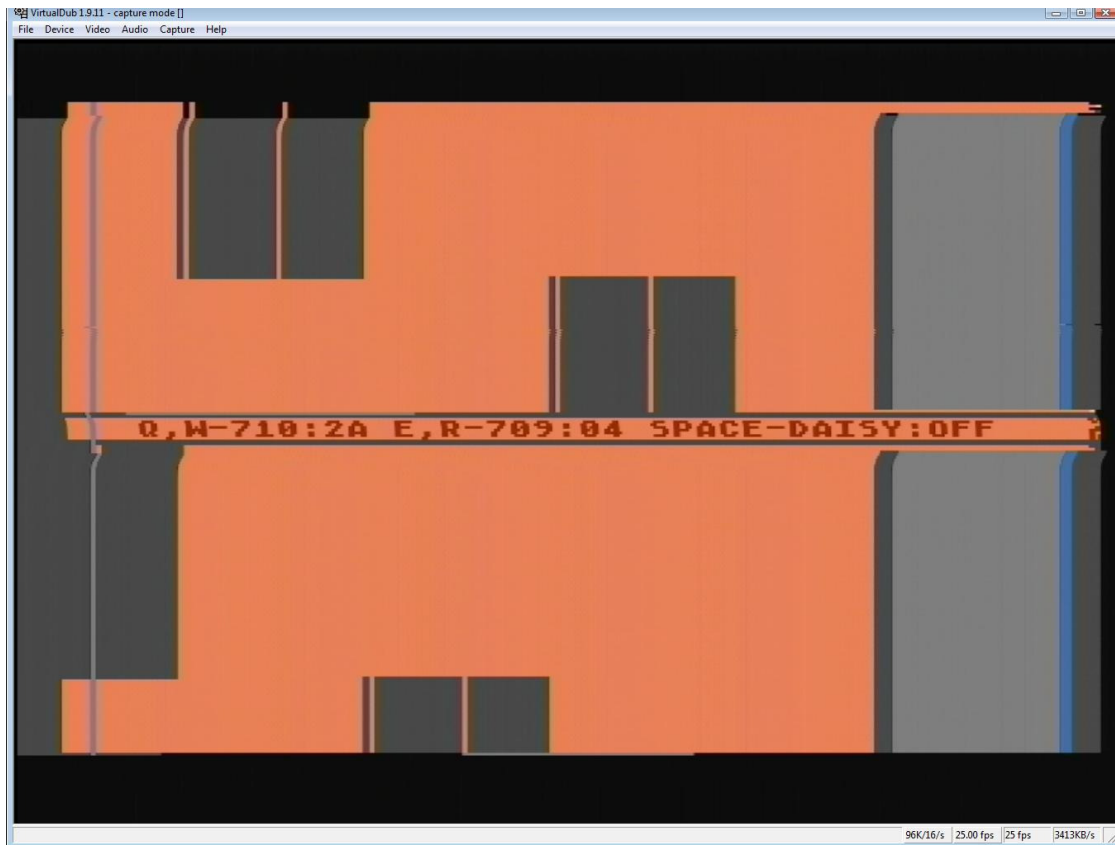 VirtualDub 1.9.11 - capture mode []
File Device Video Audio Capture Help
Q,W-710:2A E,R-709:04 SPACE-DAISY:OFF
96K/16/s 25.00 fps 25 fps 3413KB/s